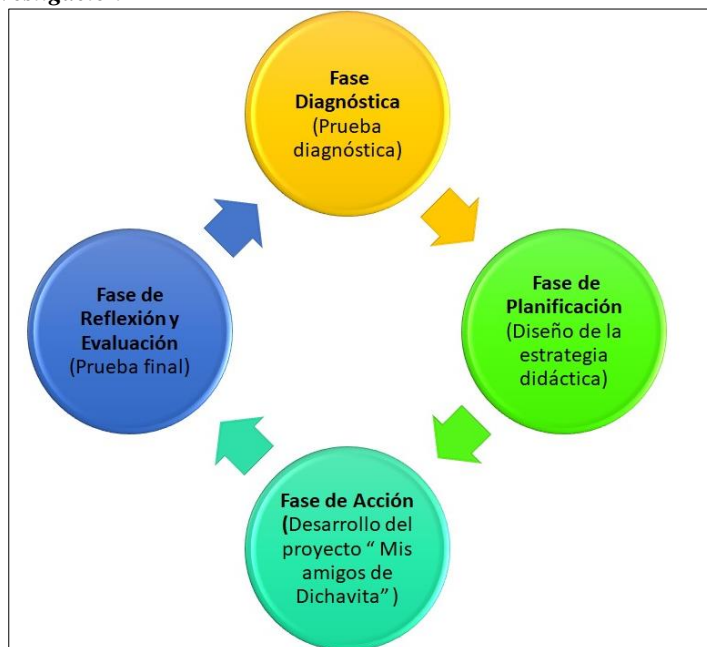 Fase
Diagnóstica
(Prueba
diagnóstica)
Fase de
Planificación
(Diseño de la
estrategia
didáctica)
Fase de Acción
(Desarrollo del
proyecto “ Mis
amigos de
Dichavita” )
Fase de
Reflexión y
Evaluación
(Prueba final)